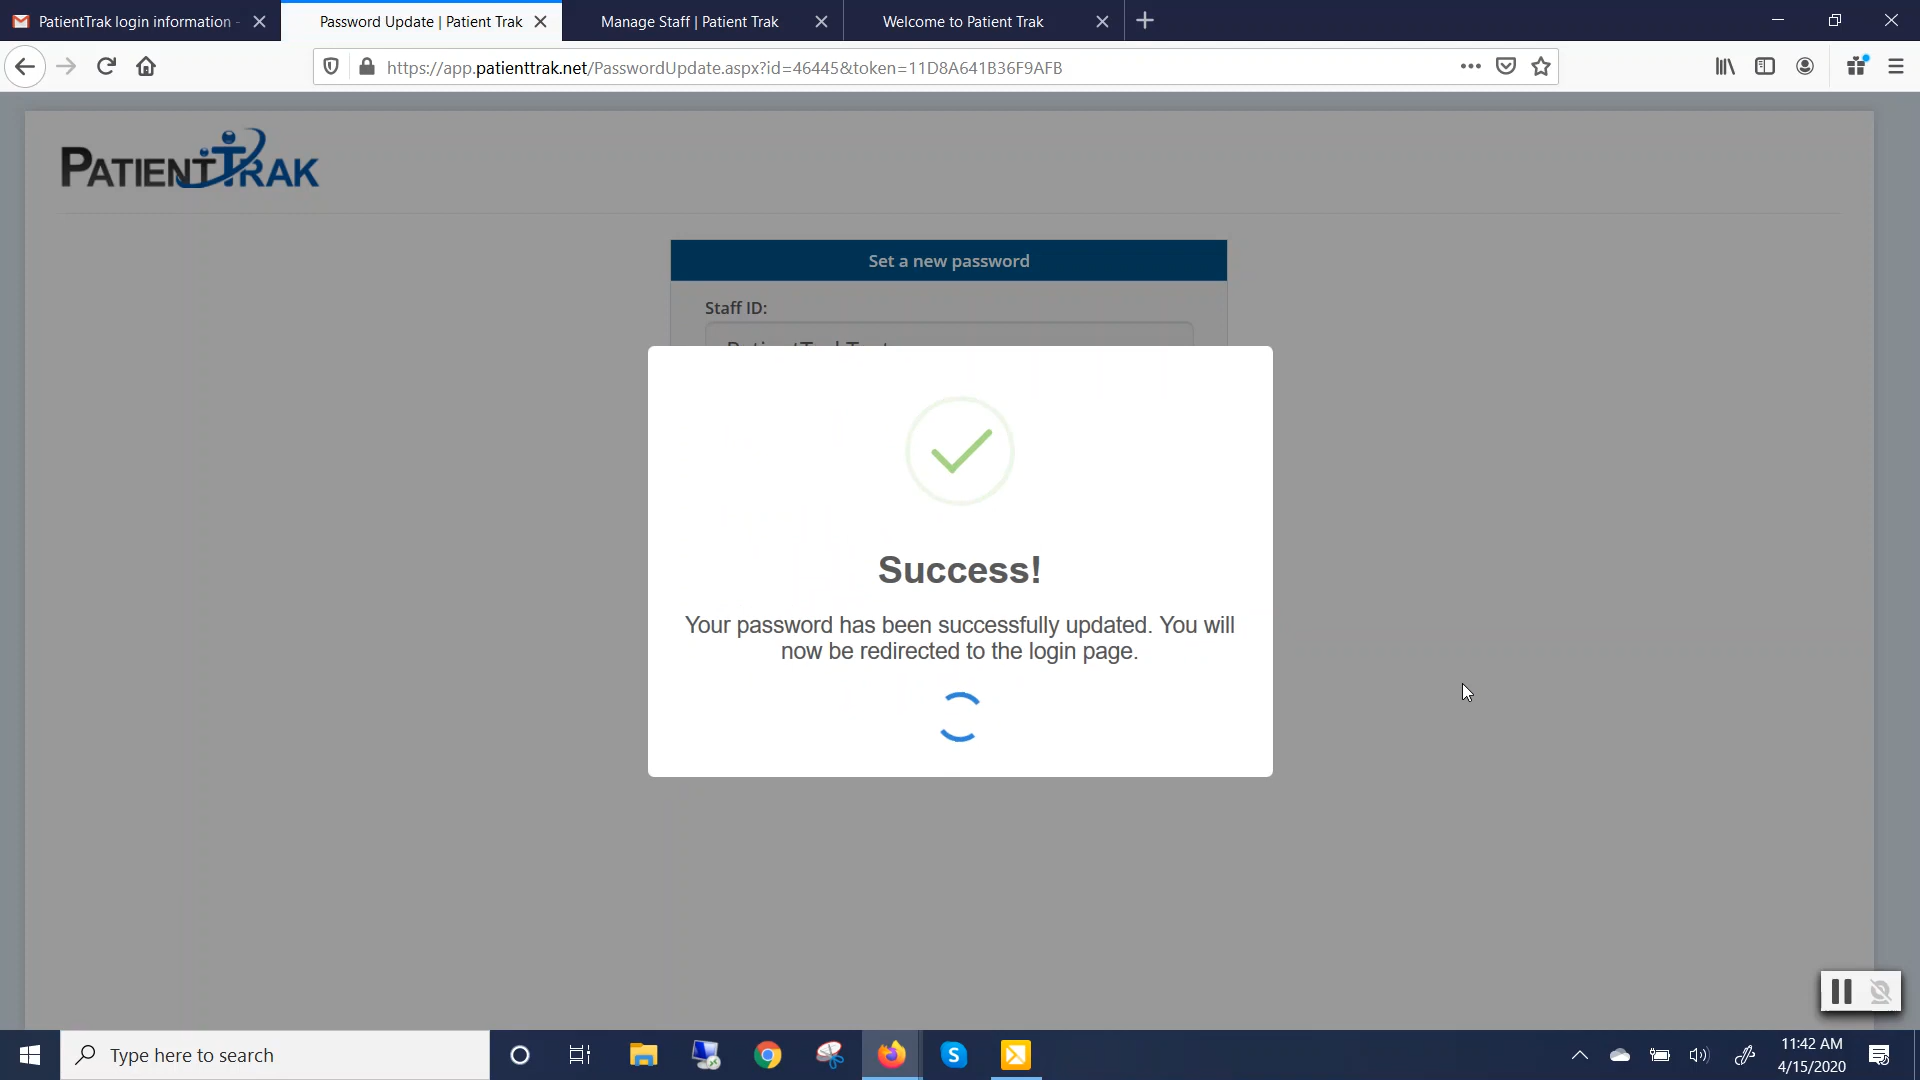 PatientTrak login information -
Password Update | Patient Trak
Manage Staff | Patient Trak
Welcome to Patient Trak
https://app.patienttrak.net/PasswordUpdate.aspx?id=46445&token=11D8A641B36F9AFB
PATIENTTRAK
Set a new password
Staff ID:
Success!
Your password has been successfully updated. You will
now be redirected to the login page.
Type here to search
11:42 AM
4/15/2020